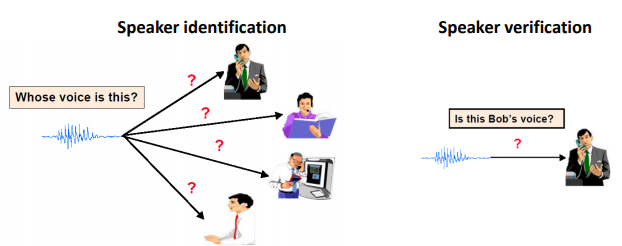 Speaker identification
Speaker verification
Whose voice is this?
?
?
?
?
Is this Bob's voice?
?